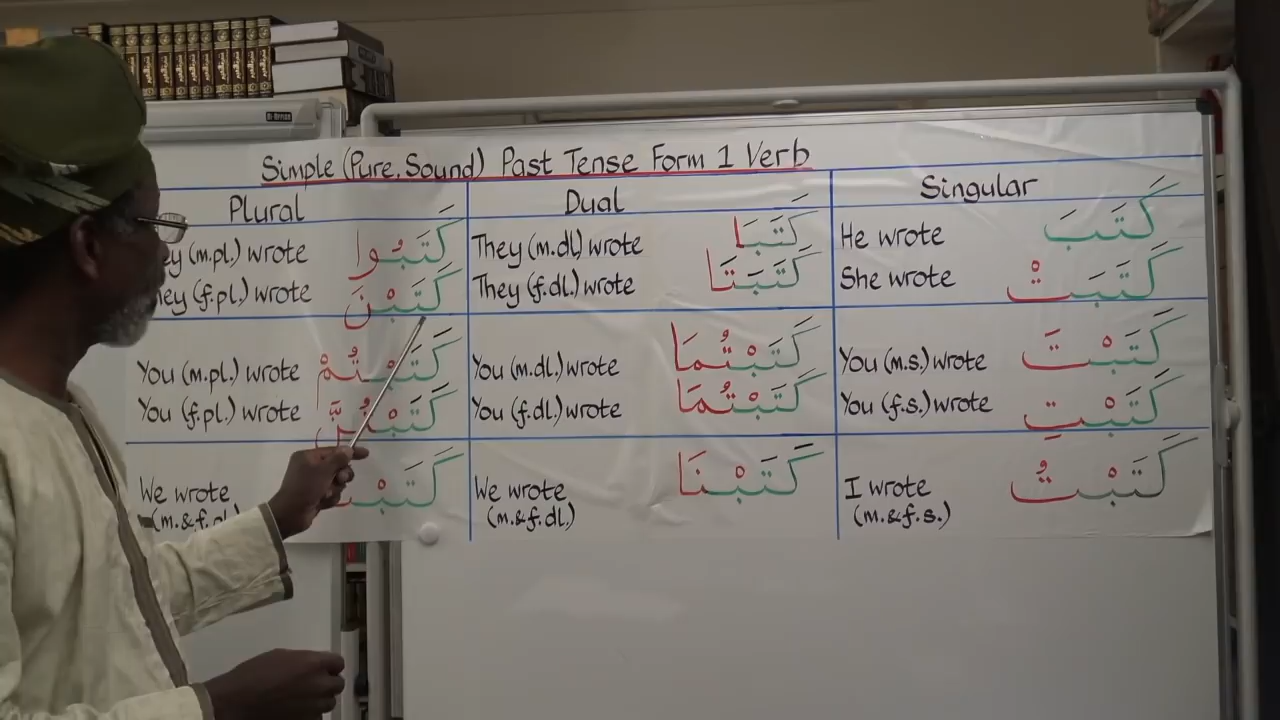 Simple (Pure, Sound) Past Tense Form 1 Verb
Plural Dual Singular
ey (m.pl.) wrote كَتَبُوا They (m.dl.) wrote كَتَبَا He wrote كَتَبَ
hey (f.pl.) wrote كَتَبْنَ They (f.dl.) wrote كَتَبَتَا She wrote كَتَبَتْ
You (m.pl.) wrote كَتَبْتُمْ You (m.dl.) wrote كَتَبْتُمَا You (m.s.) wrote كَتَبْتَ
You (f.pl.) wrote كَتَبْتُنَّ You (f.dl.) wrote كَتَبْتُمَا You (f.s.) wrote كَتَبْتِ
We wrote We wrote كَتَبْنَا I wrote كَتَبْتُ
(m.&f.dl.) (m.&f.s.)